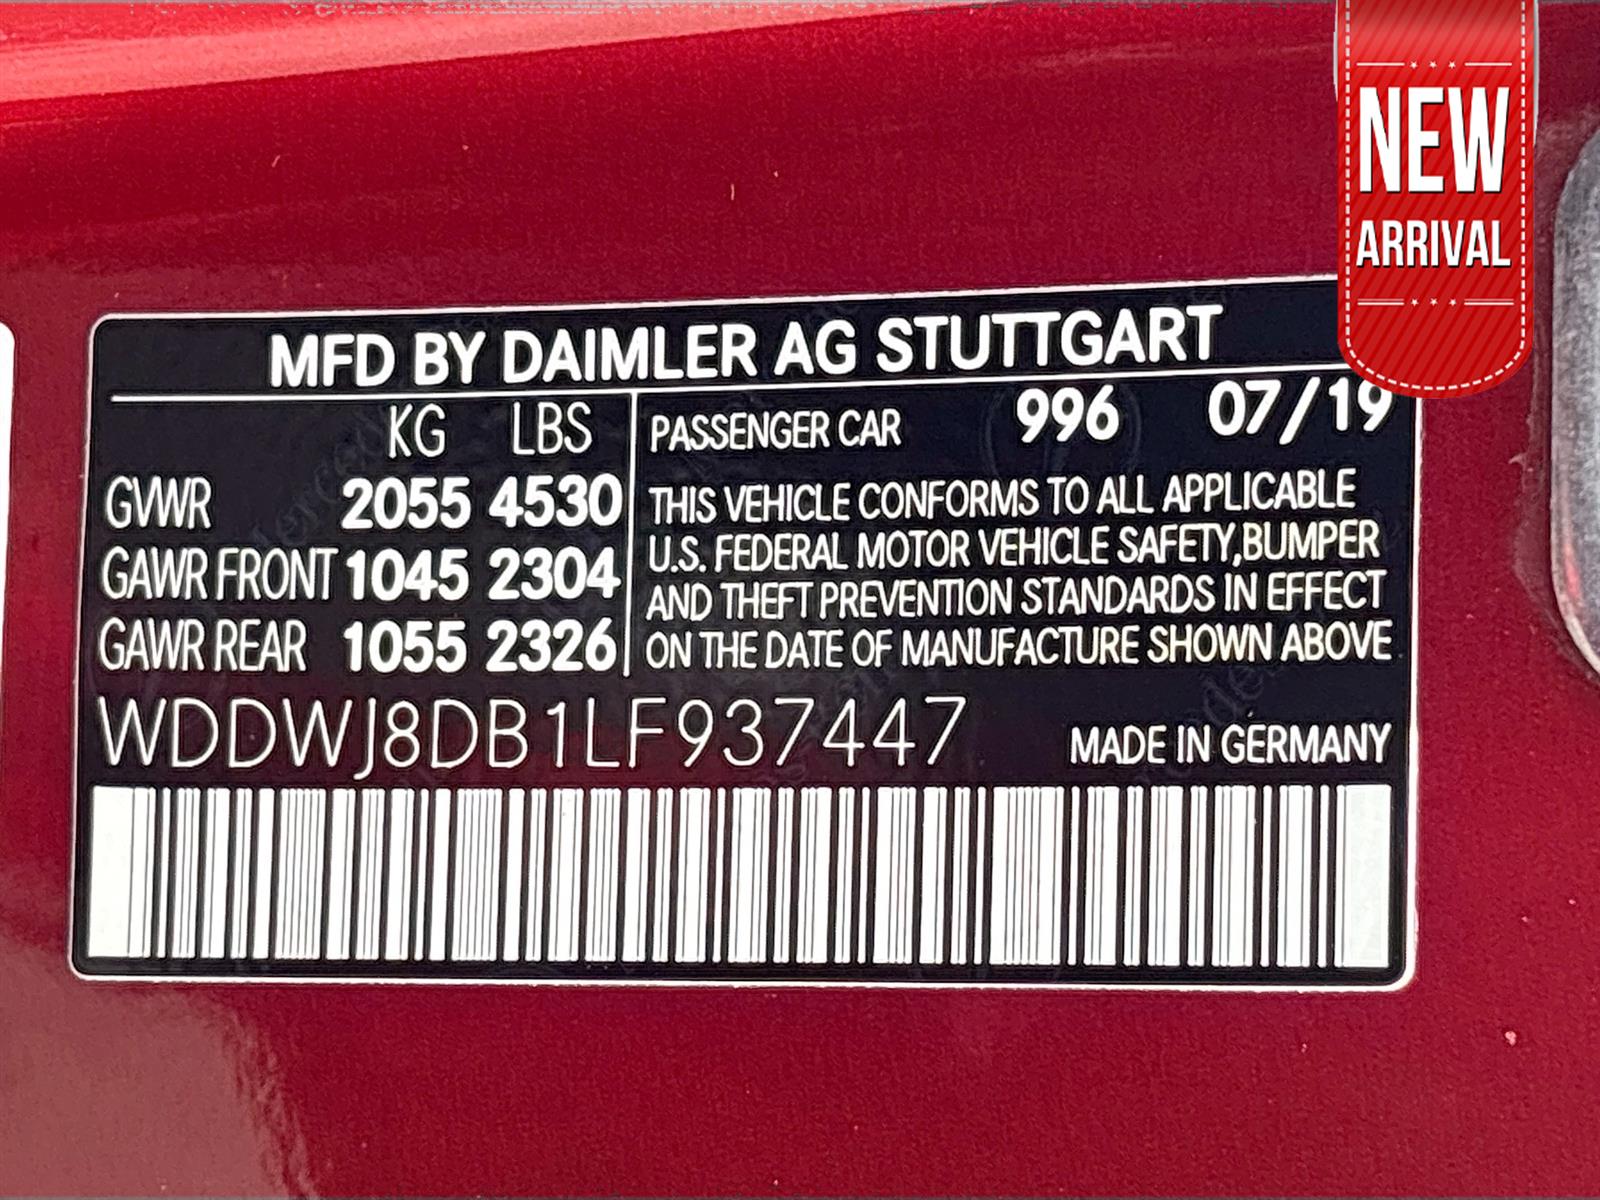 NEW
ARRIVAL
MFD BY DAIMLER AG STUTTGART
KG LBS
GVWR 2055 4530
GAWR FRONT 1045 2304
GAWR REAR 1055 2326
PASSENGER CAR 996 07/19
THIS VEHICLE CONFORMS TO ALL APPLICABLE
U.S. FEDERAL MOTOR VEHICLE SAFETY,BUMPER
AND THEFT PREVENTION STANDARDS IN EFFECT
ON THE DATE OF MANUFACTURE SHOWN ABOVE
WDDWJ8DB1LF937447
MADE IN GERMANY